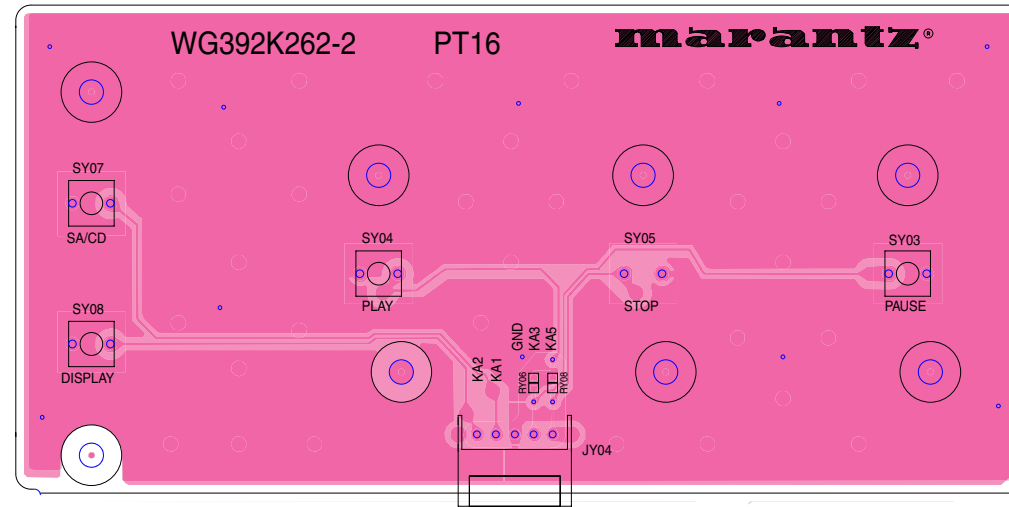 WG392K262-2 PT16 marantz®
SY07
SA/CD
SY04
SY05
SY03
PLAY
STOP
PAUSE
SY08
DISPLAY
KA2
KA1
GND
KA3
KA5
RY06
RY08
JY04